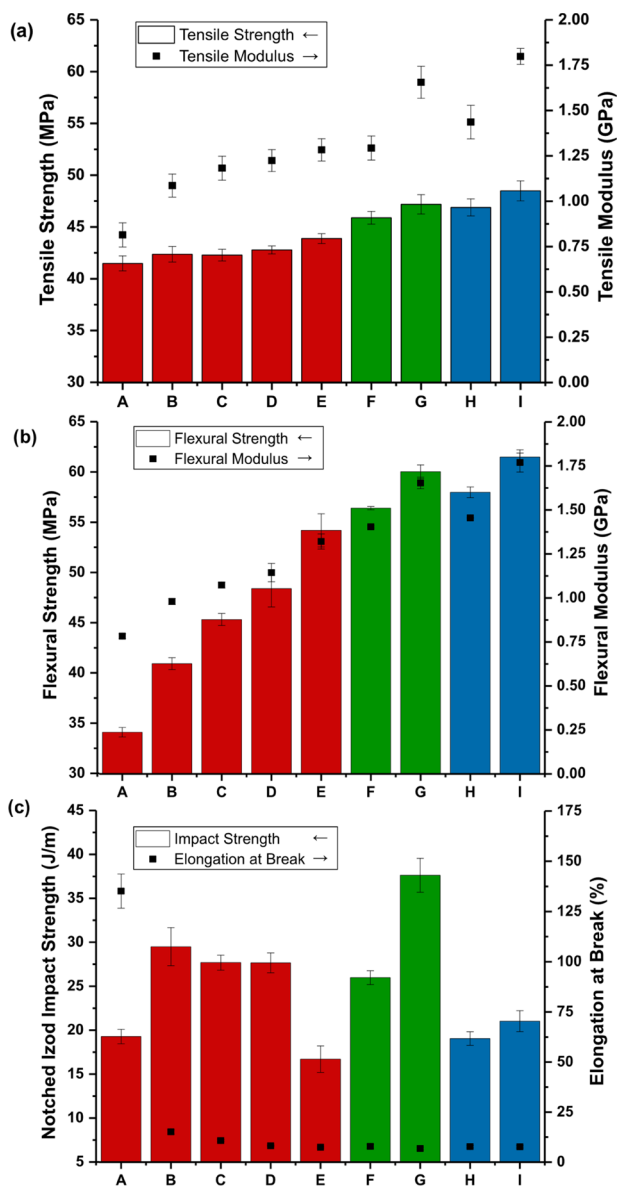 (a)
Tensile Strength ←
Tensile Modulus →
Tensile Strength (MPa)
65
60
55
50
45
40
35
30
Tensile Modulus (GPa)
2.00
1.75
1.50
1.25
1.00
0.75
0.50
0.25
0.00
A B C D E F G H I
(b)
Flexural Strength ←
Flexural Modulus →
Flexural Strength (MPa)
65
60
55
50
45
40
35
30
Flexural Modulus (GPa)
2.00
1.75
1.50
1.25
1.00
0.75
0.50
0.25
0.00
A B C D E F G H I
(c)
Impact Strength ←
Elongation at Break →
Notched Izod Impact Strength (J/m)
45
40
35
30
25
20
15
10
5
Elongation at Break (%)
175
150
125
100
75
50
25
0
A B C D E F G H I